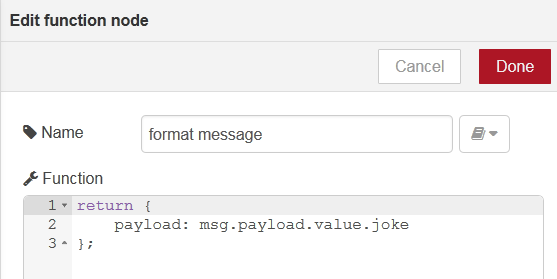 Edit function node
Cancel
Done
Name
format message
Function
1 return {
2     payload: msg.payload.value.joke
3 };